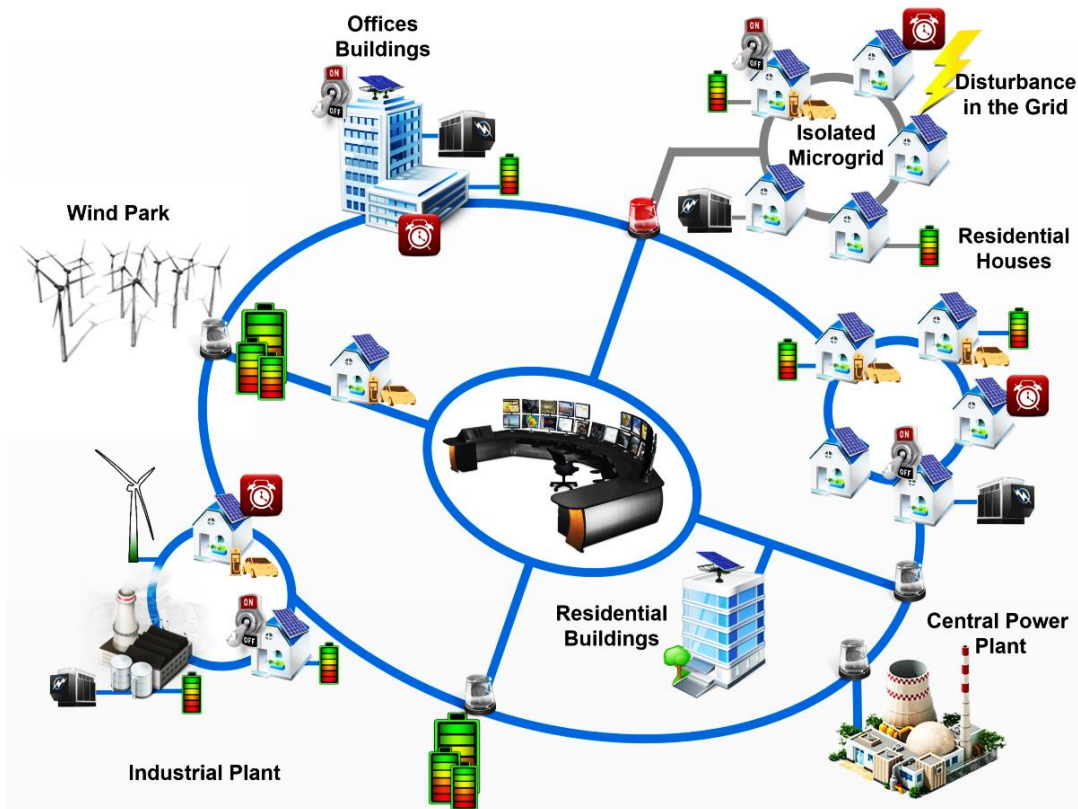 Offices
Buildings
ON
OFF
ON
OFF
Disturbance
in the Grid
Isolated
Microgrid
Wind Park
Residential
Houses
ON
OFF
ON
OFF
Residential
Buildings
Central Power
Plant
Industrial Plant